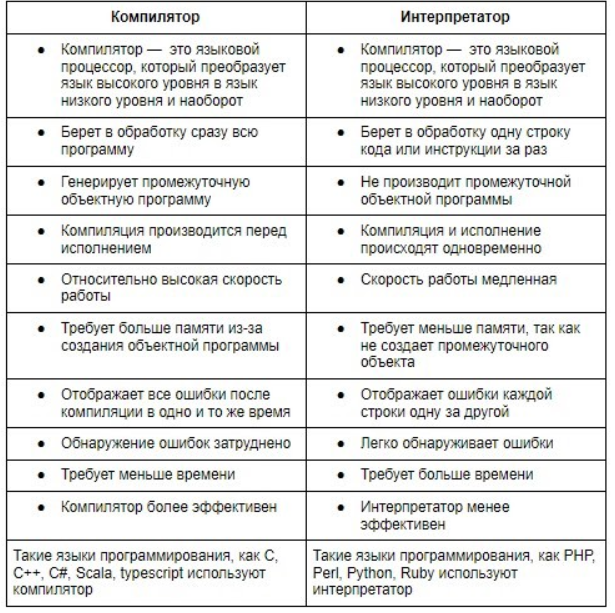 Компилятор
Интерпретатор
● Компилятор — это языковой
процессор, который преобразует
язык высокого уровня в язык
низкого уровня и наоборот
● Компилятор — это языковой
процессор, который преобразует
язык высокого уровня в язык
низкого уровня и наоборот
● Берет в обработку сразу всю
программу
● Берет в обработку одну строку
кода или инструкции за раз
● Генерирует промежуточную
объектную программу
● Не производит промежуточной
объектной программы
● Компиляция производится перед
исполнением
● Компиляция и исполнение
происходят одновременно
● Относительно высокая скорость
работы
● Скорость работы медленная
● Требует больше памяти из-за
создания объектной программы
● Требует меньше памяти, так как
не создает промежуточного
объекта
● Отображает все ошибки после
компиляции в одно и то же время
● Отображает ошибки каждой
строки одну за другой
● Обнаружение ошибок затруднено
● Легко обнаруживает ошибки
● Требует меньше времени
● Требует больше времени
● Компилятор более эффективен
● Интерпретатор менее
эффективен
Такие языки программирования, как C,
C++, C#, Scala, typescript используют
компилятор
Такие языки программирования, как PHP,
Perl, Python, Ruby используют
интерпретатор